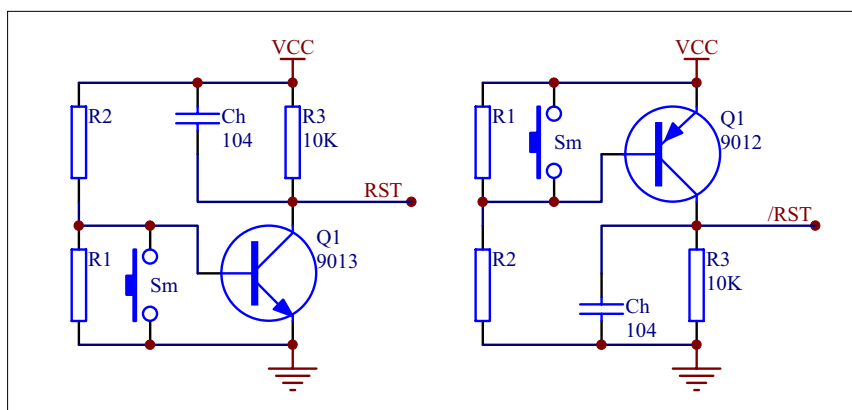 VCC
R2
Ch
104
R3
10K
RST
R1
Sm
Q1
9013
VCC
R1
Sm
Q1
9012
/RST
R2
Ch
104
R3
10K